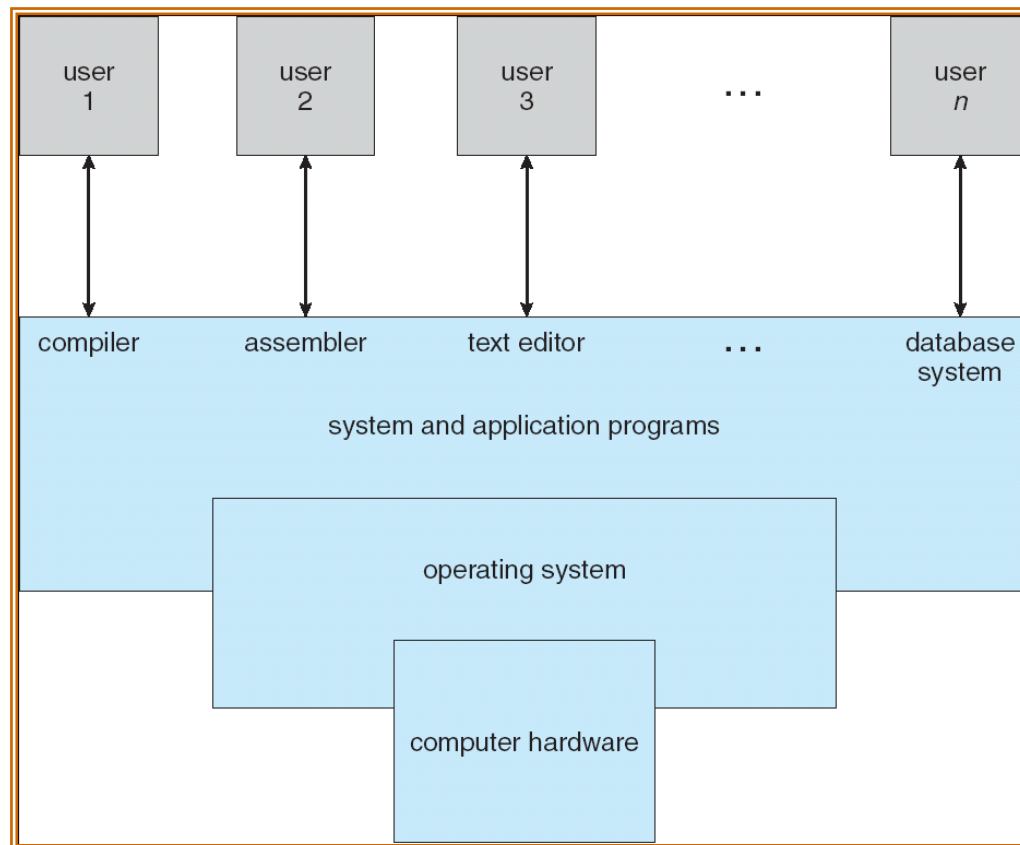 user
1
user
2
user
3
...
user
n
compiler
assembler
text editor
...
database
system
system and application programs
operating system
computer hardware